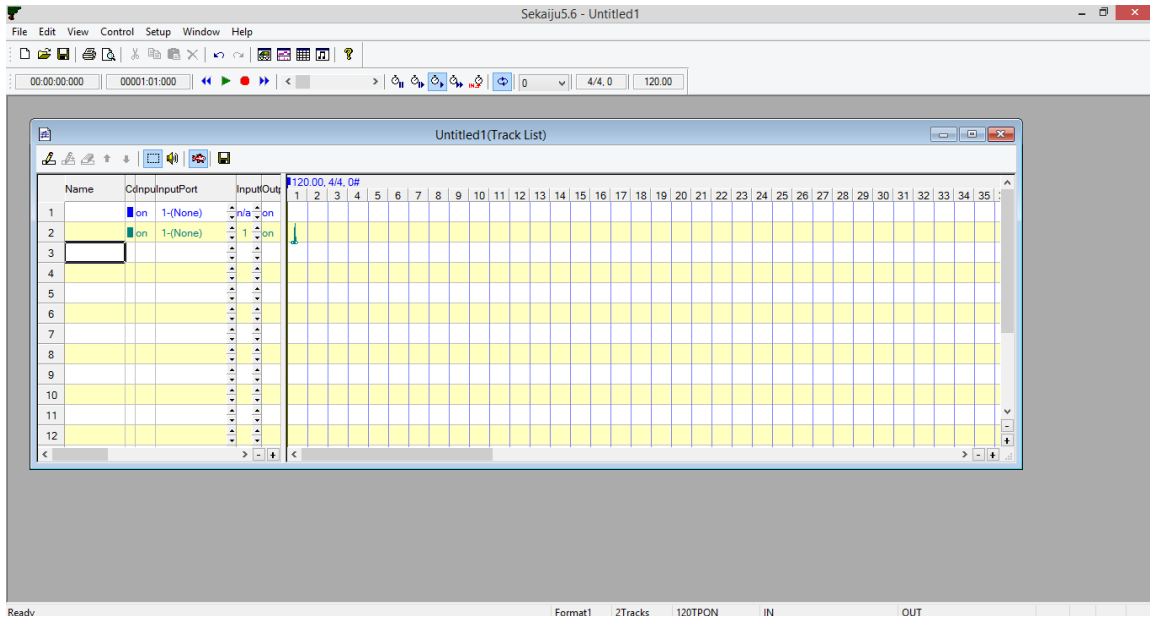 Sekaiju5.6 - Untitled1
File Edit View Control Setup Window Help
00:00:00:000 00001:01:000 0 4/4, 0 120.00
Untitled1(Track List)
Name InputPort Input 120.00, 4/4, 0#
1 2 3 4 5 6 7 8 9 10 11 12 13 14 15 16 17 18 19 20 21 22 23 24 25 26 27 28 29 30 31 32 33 34 35
1 on 1-(None) n/a on
2 on 1-(None) 1 on
3
4
5
6
7
8
9
10
11
12
Ready Format1 2Tracks 120TPQN IN OUT